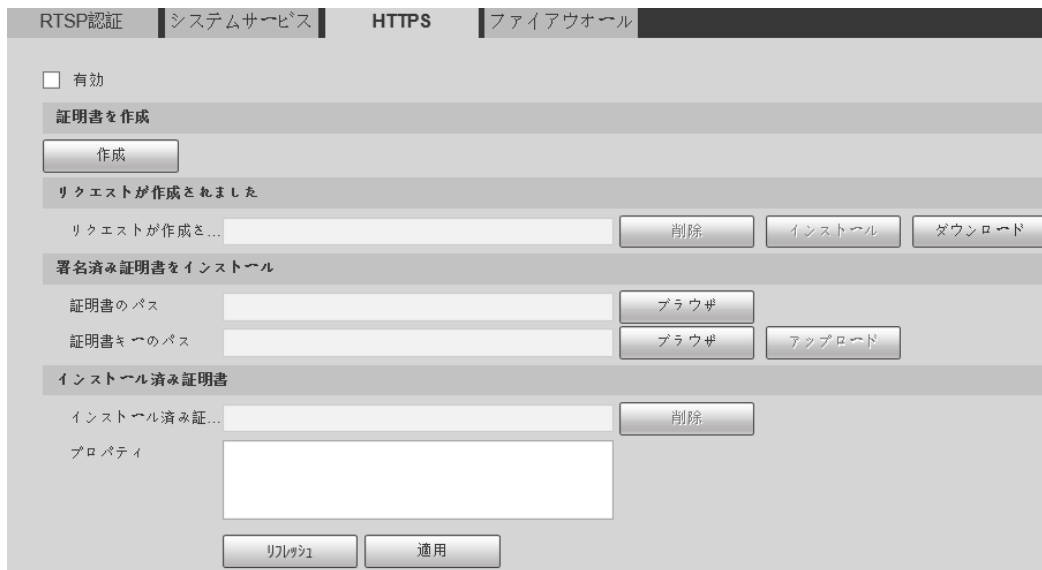 RTSP認証 システムサービス HTTPS ファイアウオール
有効
証明書を作成
作成
リクエストが作成されました
リクエストが作成さ... 削除 インストール ダウンロード
署名済み証明書をインストール
証明書のパス ブラウザ
証明書キーのパス ブラウザ アップロード
インストール済み証明書
インストール済み証... 削除
プロパティ
リフレッシュ 適用